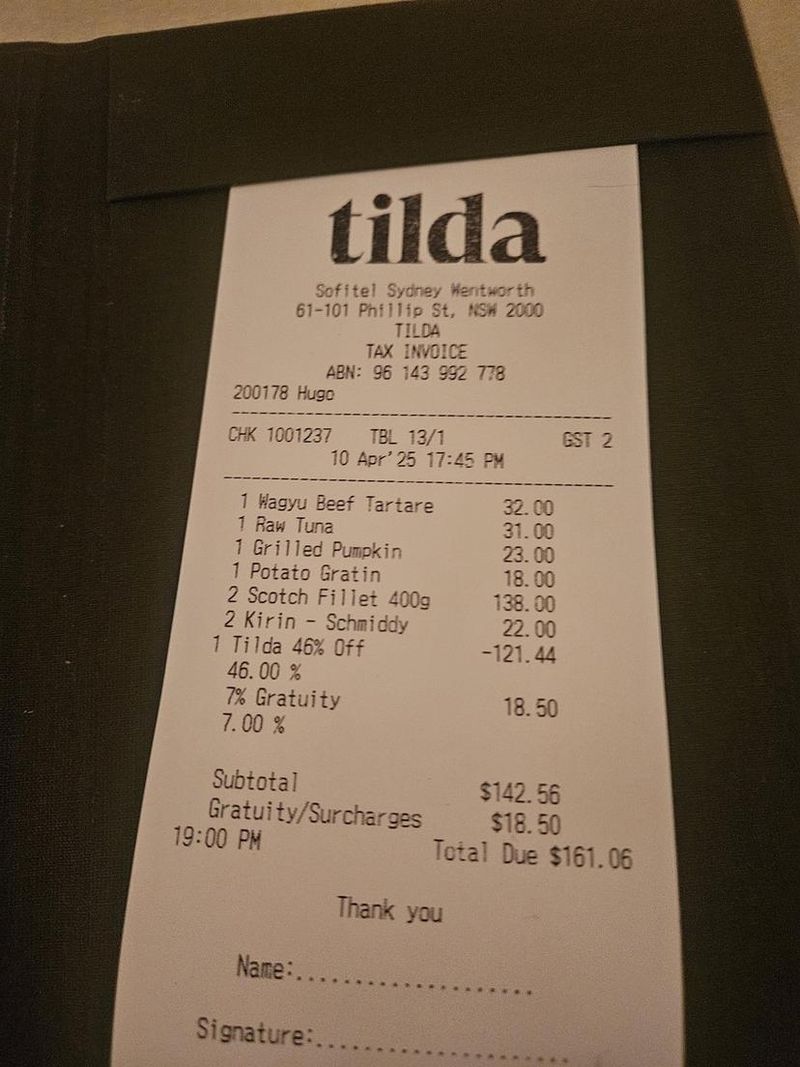 tilda
Sofitel Sydney Wentworth
61-101 Phillip St, NSW 2000
TILDA
TAX INVOICE
ABN: 96 143 992 778
200178 Hugo
CHK 1001237 TBL 13/1 GST 2
10 Apr'25 17:45 PM
1 Wagyu Beef Tartare 32.00
1 Raw Tuna 31.00
1 Grilled Pumpkin 23.00
1 Potato Gratin 18.00
2 Scotch Fillet 400g 138.00
2 Kirin - Schmiddy 22.00
1 Tilda 46% Off -121.44
46.00 %
7% Gratuity 18.50
7.00 %
Subtotal $142.56
Gratuity/Surcharges $18.50
19:00 PM Total Due $161.06
Thank you
Name:....................
Signature:......................